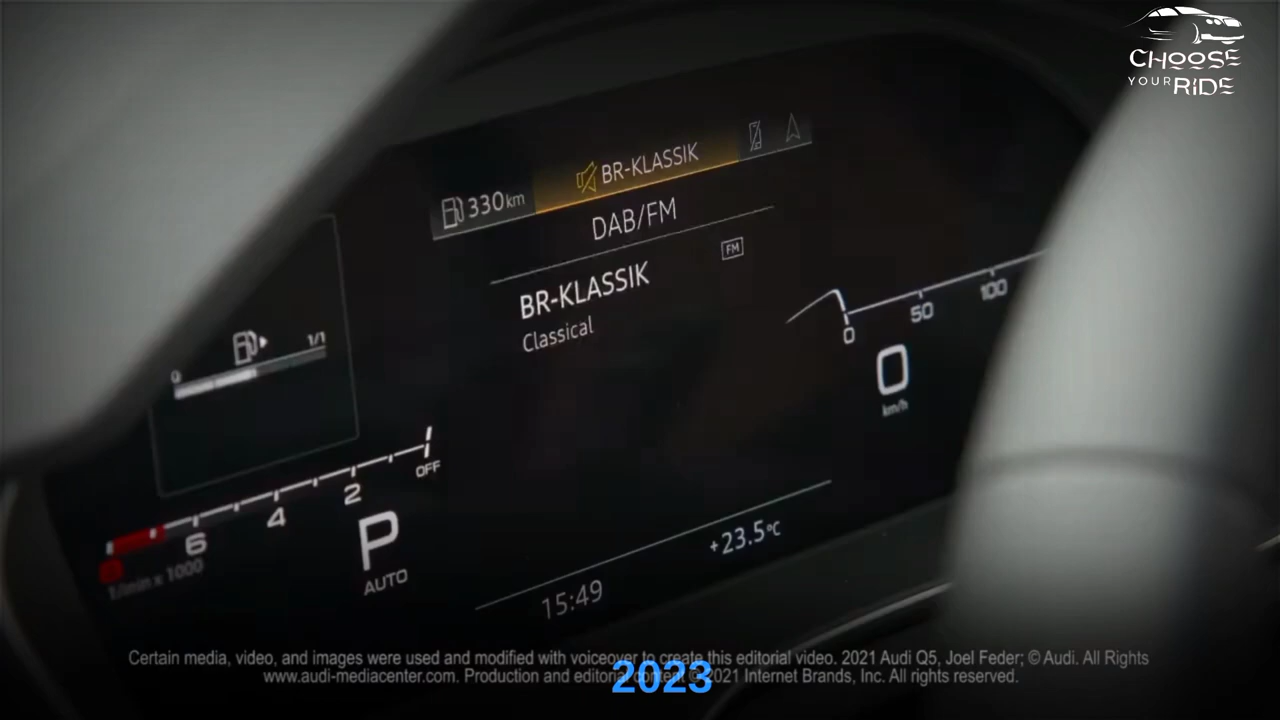 CHOOSE
YOUR RIDE
330 km
BR-KLASSIK
DAB/FM
FM
BR-KLASSIK
Classical
0
1/1
0
50
100
0
km/h
OFF
2
4
6
1/min x 1000
P
AUTO
+23.5°C
15:49
Certain media, video, and images were used and modified with voiceover to create this editorial video. 2021 Audi Q5, Joel Feder; © Audi. All Rights
www.audi-mediacenter.com. Production and editorial content © 2021 Internet Brands, Inc. All rights reserved.
2023